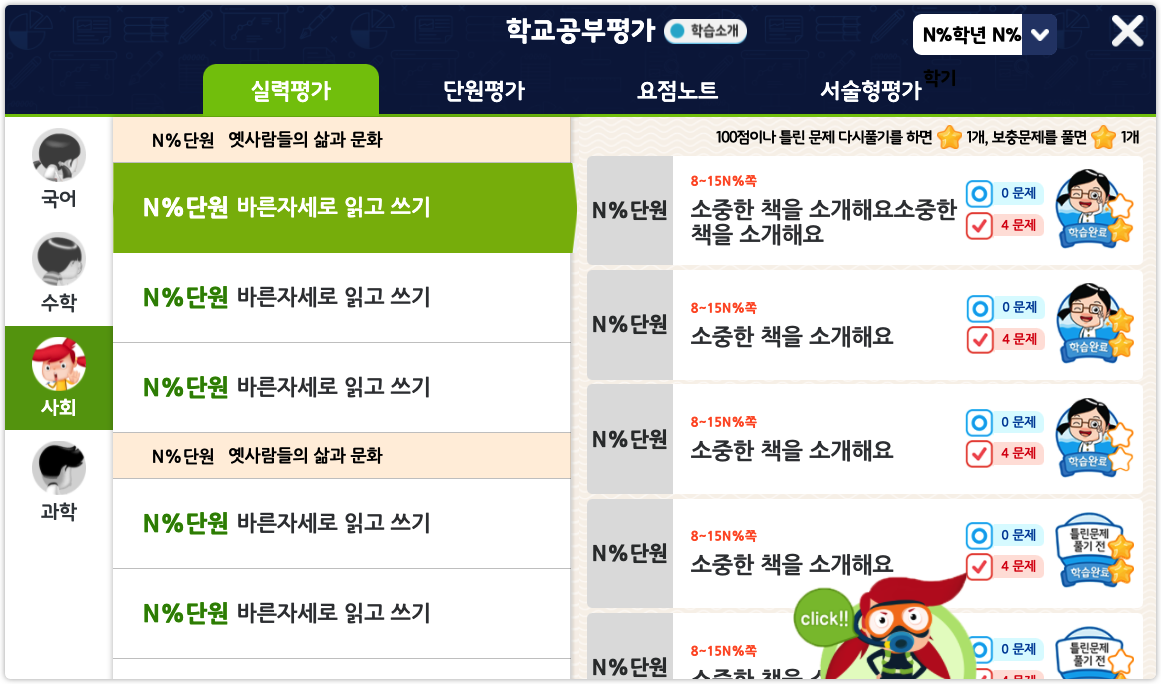 학교공부평가
학습소개
N%학년 N%
학기
실력평가
단원평가
요점노트
서술형평가
국어
수학
사회
과학
N%단원 옛사람들의 삶과 문화
N%단원 바른자세로 읽고 쓰기
N%단원 바른자세로 읽고 쓰기
N%단원 바른자세로 읽고 쓰기
N%단원 옛사람들의 삶과 문화
N%단원 바른자세로 읽고 쓰기
N%단원 바른자세로 읽고 쓰기
100점이나 틀린 문제 다시풀기를 하면 1개, 보충문제를 풀면 1개
N%단원
8~15N%쪽
소중한 책을 소개해요소중한
책을 소개해요
0 문제
4 문제
학습완료
N%단원
8~15N%쪽
소중한 책을 소개해요
0 문제
4 문제
학습완료
N%단원
8~15N%쪽
소중한 책을 소개해요
0 문제
4 문제
학습완료
N%단원
8~15N%쪽
소중한 책을 소개해요
0 문제
4 문제
틀린문제
풀기 전
학습완료
N%단원
8~15N%쪽
소중한 책을
0 문제
4 문제
틀린문제
풀기 전
click!!